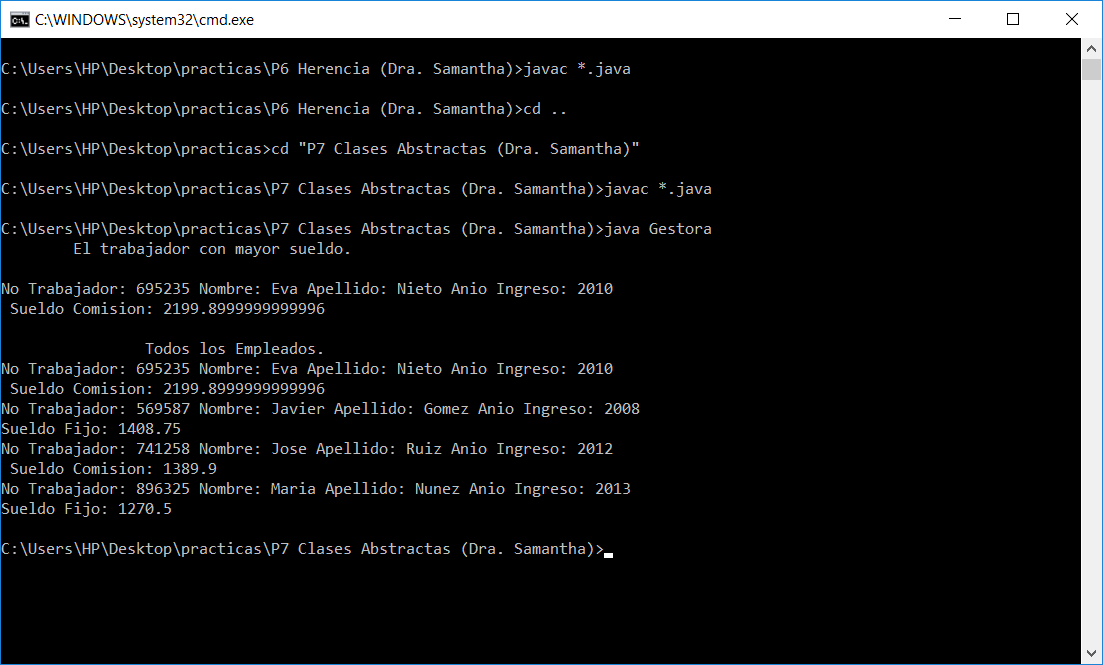 C:\WINDOWS\system32\cmd.exe
C:\Users\HP\Desktop\practicas\P6 Herencia (Dra. Samantha)>javac *.java
C:\Users\HP\Desktop\practicas\P6 Herencia (Dra. Samantha)>cd ..
C:\Users\HP\Desktop\practicas>cd "P7 Clases Abstractas (Dra. Samantha)"
C:\Users\HP\Desktop\practicas\P7 Clases Abstractas (Dra. Samantha)>javac *.java
C:\Users\HP\Desktop\practicas\P7 Clases Abstractas (Dra. Samantha)>java Gestora
El trabajador con mayor sueldo.
No Trabajador: 695235 Nombre: Eva Apellido: Nieto Anio Ingreso: 2010
Sueldo Comision: 2199.8999999999996
Todos los Empleados.
No Trabajador: 695235 Nombre: Eva Apellido: Nieto Anio Ingreso: 2010
Sueldo Comision: 2199.8999999999996
No Trabajador: 569587 Nombre: Javier Apellido: Gomez Anio Ingreso: 2008
Sueldo Fijo: 1408.75
No Trabajador: 741258 Nombre: Jose Apellido: Ruiz Anio Ingreso: 2012
Sueldo Comision: 1389.9
No Trabajador: 896325 Nombre: Maria Apellido: Nunez Anio Ingreso: 2013
Sueldo Fijo: 1270.5
C:\Users\HP\Desktop\practicas\P7 Clases Abstractas (Dra. Samantha)>